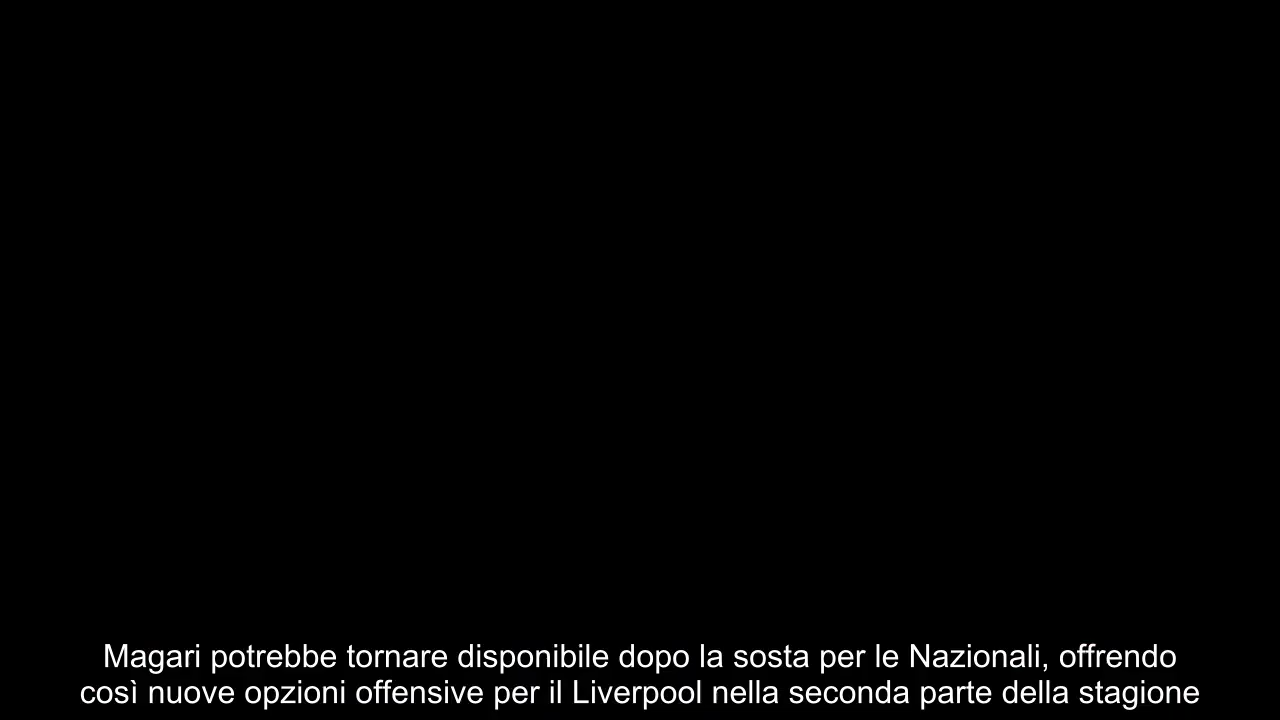 Magari potrebbe tornare disponibile dopo la sosta per le Nazionali, offrendo
così nuove opzioni offensive per il Liverpool nella seconda parte della stagione